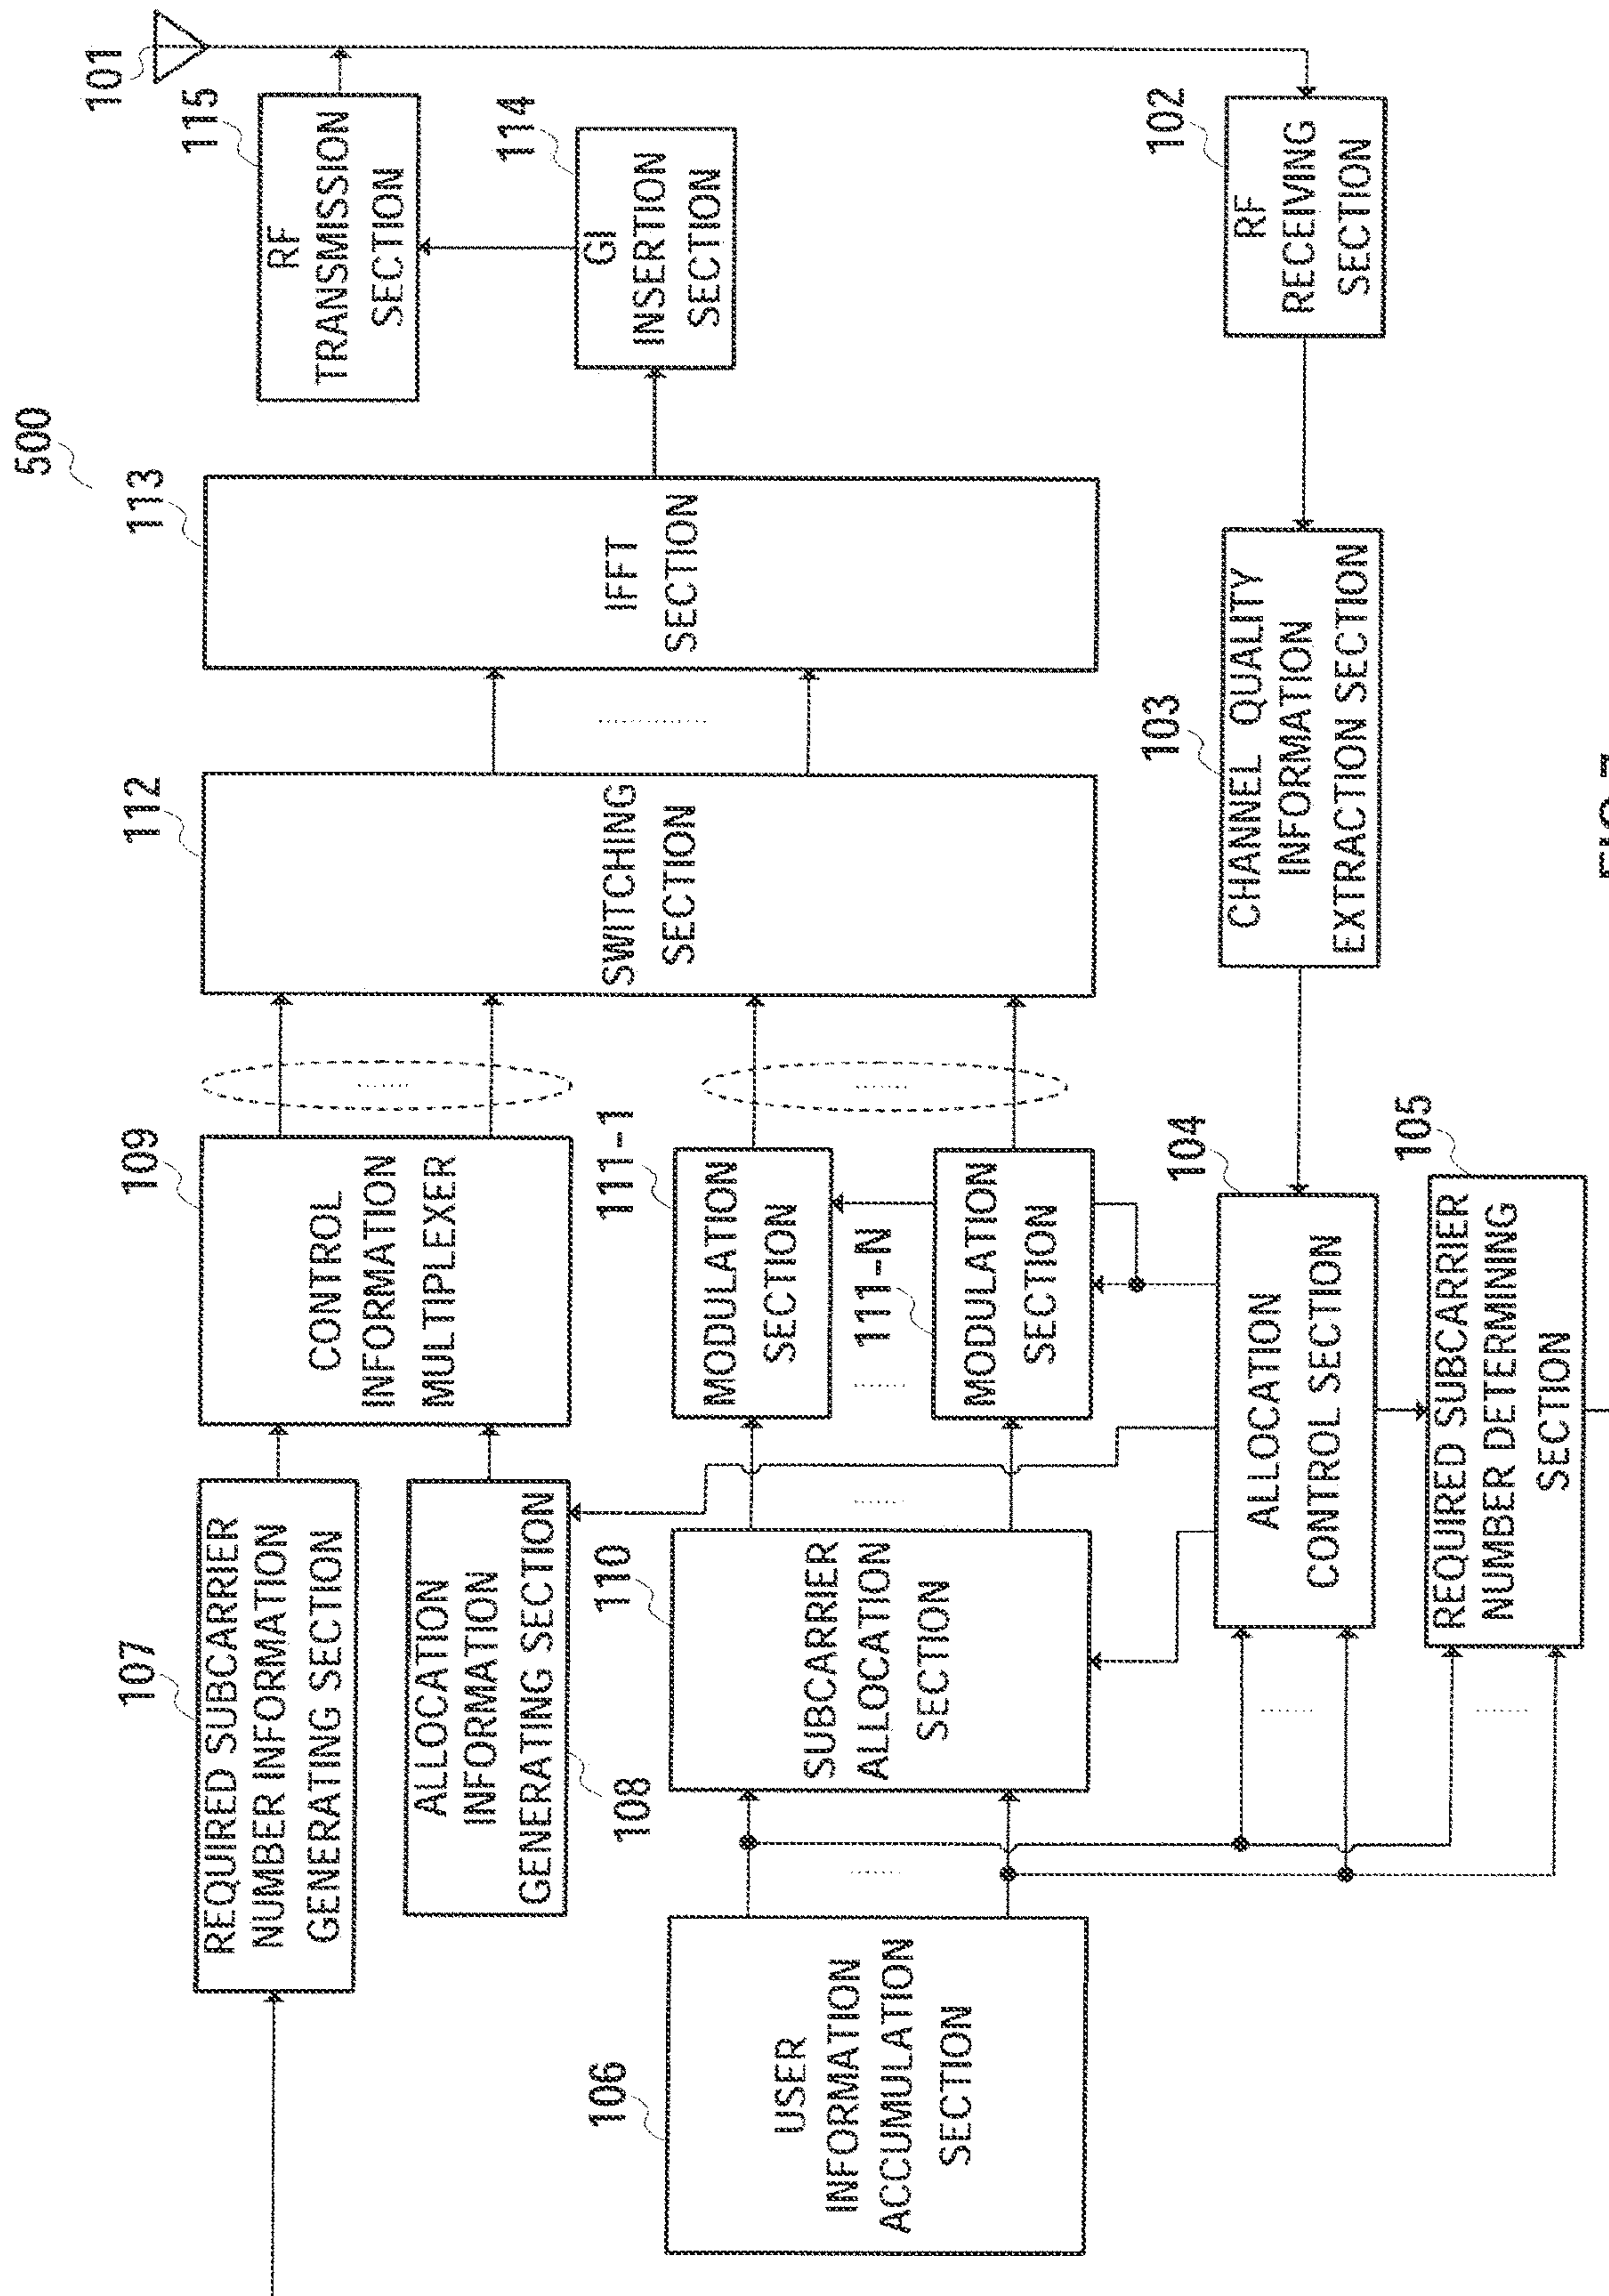 500
101
115
RF
TRANSMISSION
SECTION
114
GI
INSERTION
SECTION
113
IFFT
SECTION
112
SWITCHING
SECTION
109
CONTROL
INFORMATION
MULTIPLEXER
107
REQUIRED SUBCARRIER
NUMBER INFORMATION
GENERATING SECTION
ALLOCATION
INFORMATION
GENERATING SECTION
108
111-1
MODULATION
SECTION
111-N
MODULATION
SECTION
110
SUBCARRIER
ALLOCATION
SECTION
106
USER
INFORMATION
ACCUMULATION
SECTION
102
RF
RECEIVING
SECTION
103
CHANNEL QUALITY
INFORMATION
EXTRACTION SECTION
104
ALLOCATION
CONTROL SECTION
105
REQUIRED SUBCARRIER
NUMBER DETERMINING
SECTION